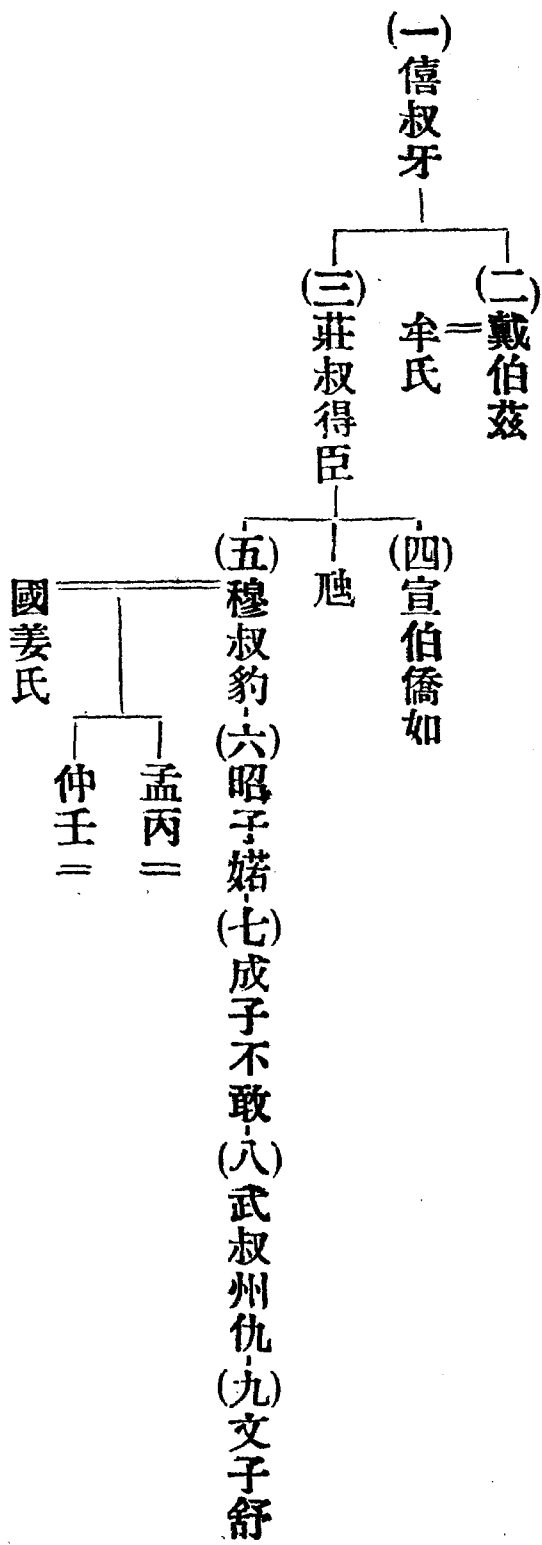 (一)僖叔牙
(二)戴伯茲
牟氏
(三)莊叔得臣
(四)宣伯僑如
虺
(五)穆叔豹(六)昭子婼(七)成子不敢(八)武叔州仇(九)文子舒
國姜氏
孟丙
仲壬